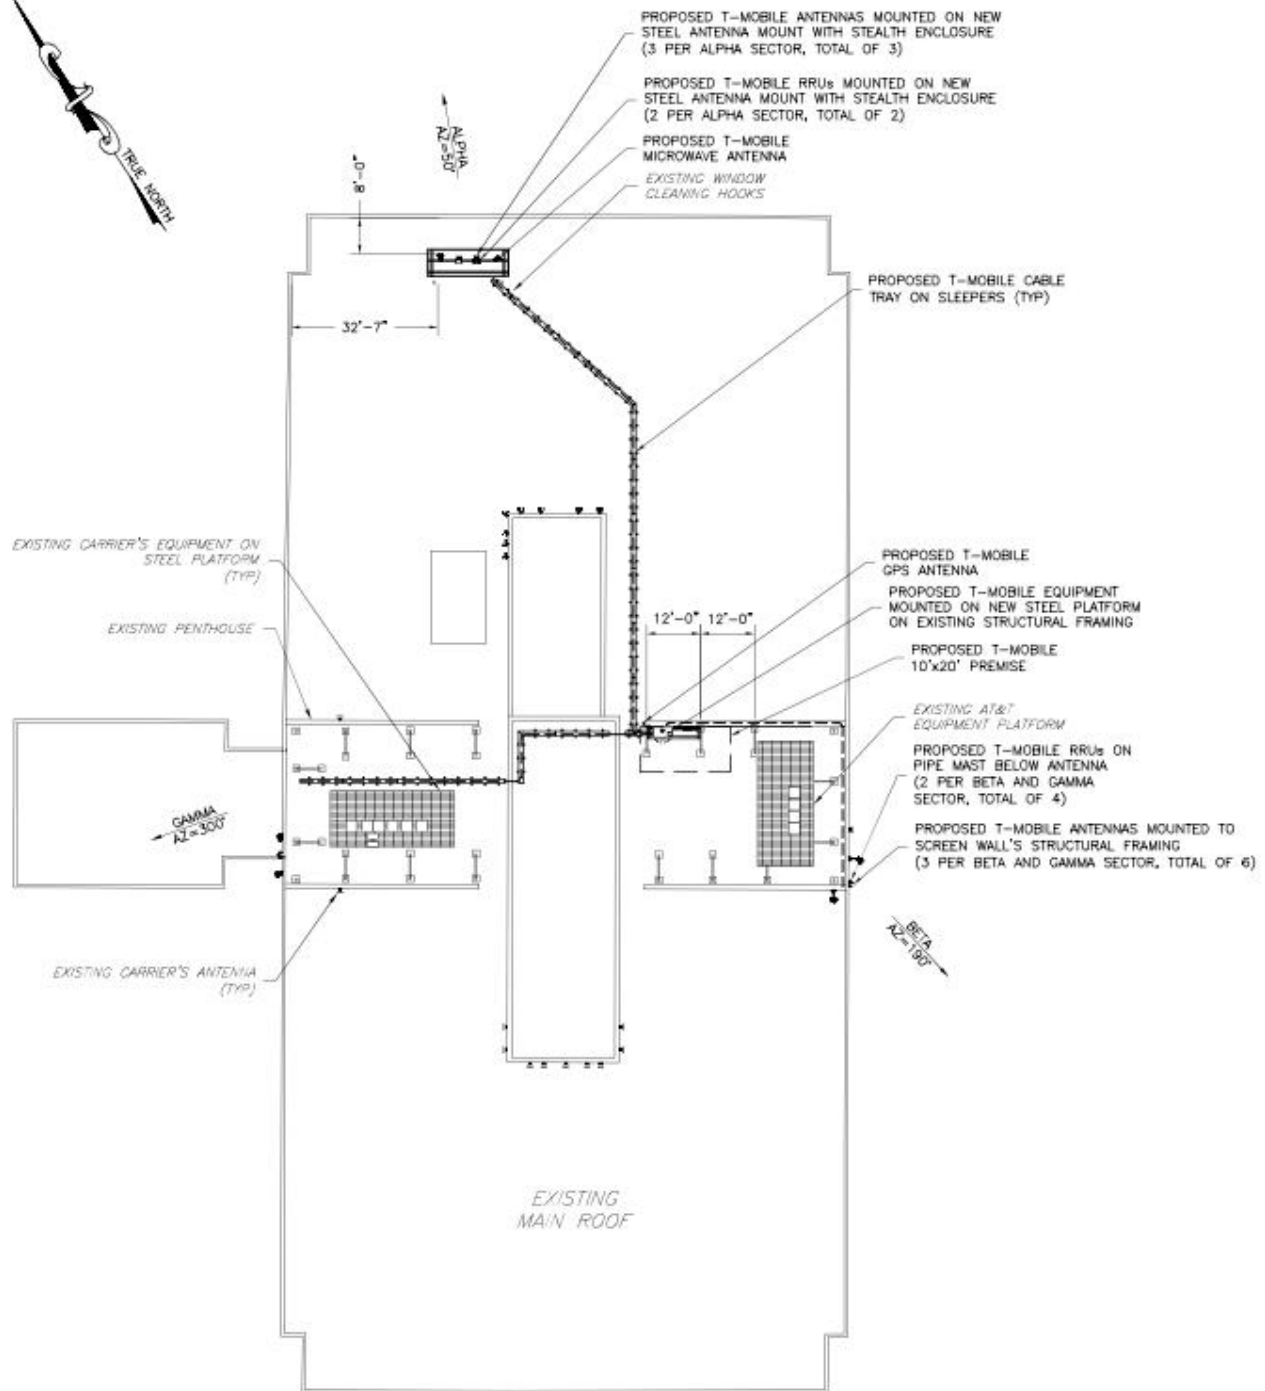 PROPOSED T-MOBILE ANTENNAS MOUNTED ON NEW
STEEL ANTENNA MOUNT WITH STEALTH ENCLOSURE
(3 PER ALPHA SECTOR, TOTAL OF 3)
PROPOSED T-MOBILE RRUs MOUNTED ON NEW
STEEL ANTENNA MOUNT WITH STEALTH ENCLOSURE
(2 PER ALPHA SECTOR, TOTAL OF 2)
PROPOSED T-MOBILE
MICROWAVE ANTENNA
EXISTING WINDOW
CLEANING HOOKS
TRUE NORTH
ALPHA
AZ=50°
8'-0"
32'-7"
PROPOSED T-MOBILE CABLE
TRAY ON SLEEPERS (TYP)
EXISTING CARRIER'S EQUIPMENT ON
STEEL PLATFORM
(TYP)
EXISTING PENTHOUSE
PROPOSED T-MOBILE
GPS ANTENNA
PROPOSED T-MOBILE EQUIPMENT
MOUNTED ON NEW STEEL PLATFORM
ON EXISTING STRUCTURAL FRAMING
12'-0" 12'-0"
PROPOSED T-MOBILE
10'x20' PREMISE
EXISTING AT&T
EQUIPMENT PLATFORM
PROPOSED T-MOBILE RRUs ON
PIPE MAST BELOW ANTENNA
(2 PER BETA AND GAMMA
SECTOR, TOTAL OF 4)
GAMMA
AZ=300°
PROPOSED T-MOBILE ANTENNAS MOUNTED TO
SCREEN WALL'S STRUCTURAL FRAMING
(3 PER BETA AND GAMMA SECTOR, TOTAL OF 6)
BETA
AZ=190°
EXISTING CARRIER'S ANTENNA
(TYP)
EXISTING
MAIN ROOF